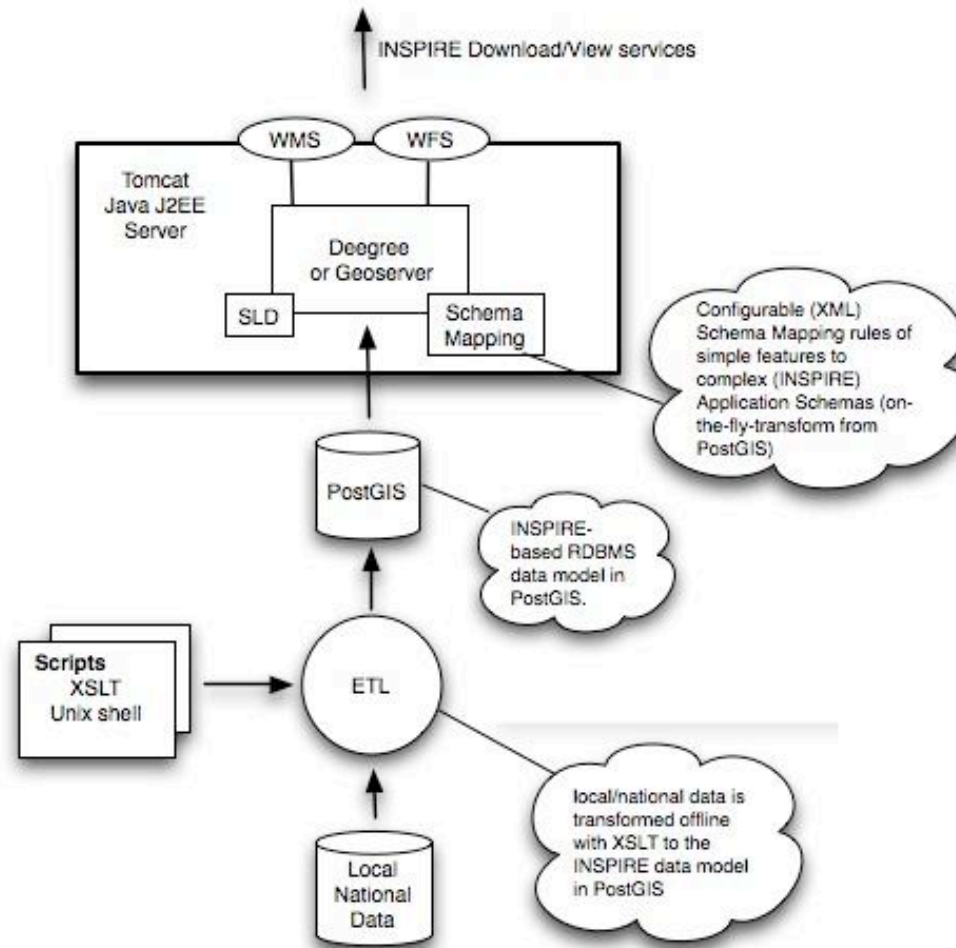 INSPIRE Download/View services
WMS
WFS
Tomcat
Java J2EE
Server
Deegree
or Geoserver
SLD
Schema
Mapping
Configurable (XML)
Schema Mapping rules of
simple features to
complex (INSPIRE)
Application Schemas (on-
the-fly-transform from
PostGIS)
PostGIS
INSPIRE-
based RDBMS
data model in
PostGIS.
Scripts
XSLT
Unix shell
ETL
local/national data is
transformed offline
with XSLT to the
INSPIRE data model
in PostGIS
Local
National
Data